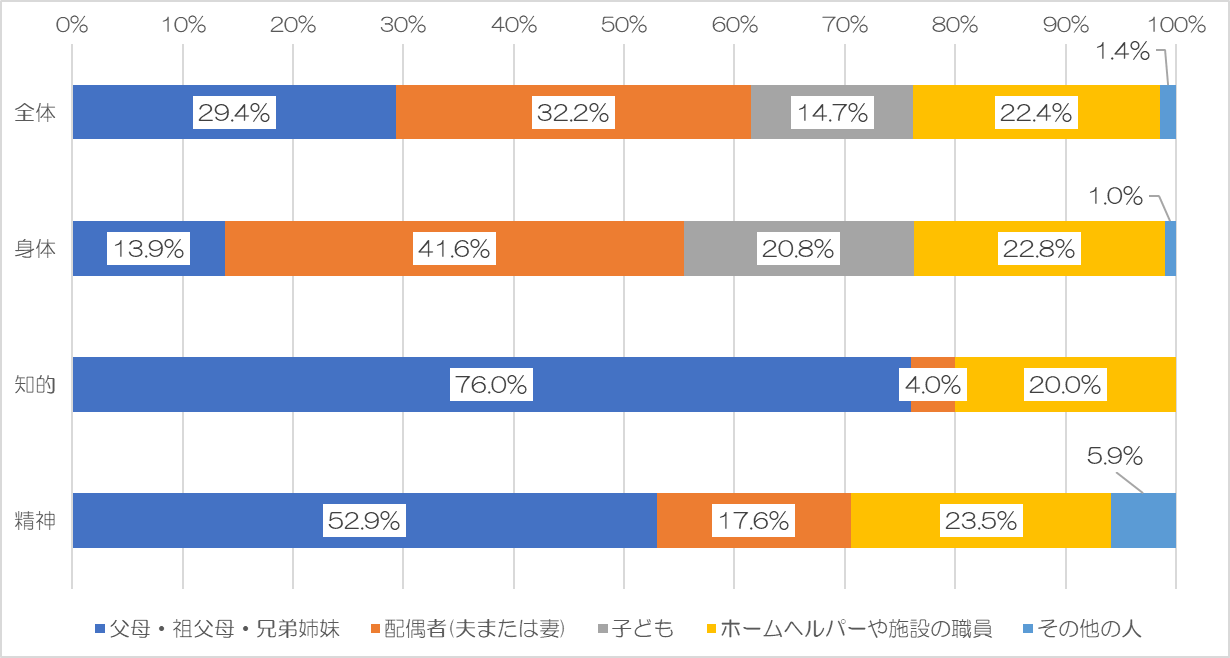 0% 10% 20% 30% 40% 50% 60% 70% 80% 90% 100%
1.4%
全体 29.4% 32.2% 14.7% 22.4%
1.0%
身体 13.9% 41.6% 20.8% 22.8%
知的 76.0% 4.0% 20.0%
5.9%
精神 52.9% 17.6% 23.5%
父母・祖父母・兄弟姉妹 配偶者(夫または妻) 子ども ホームヘルパーや施設の職員 その他の人